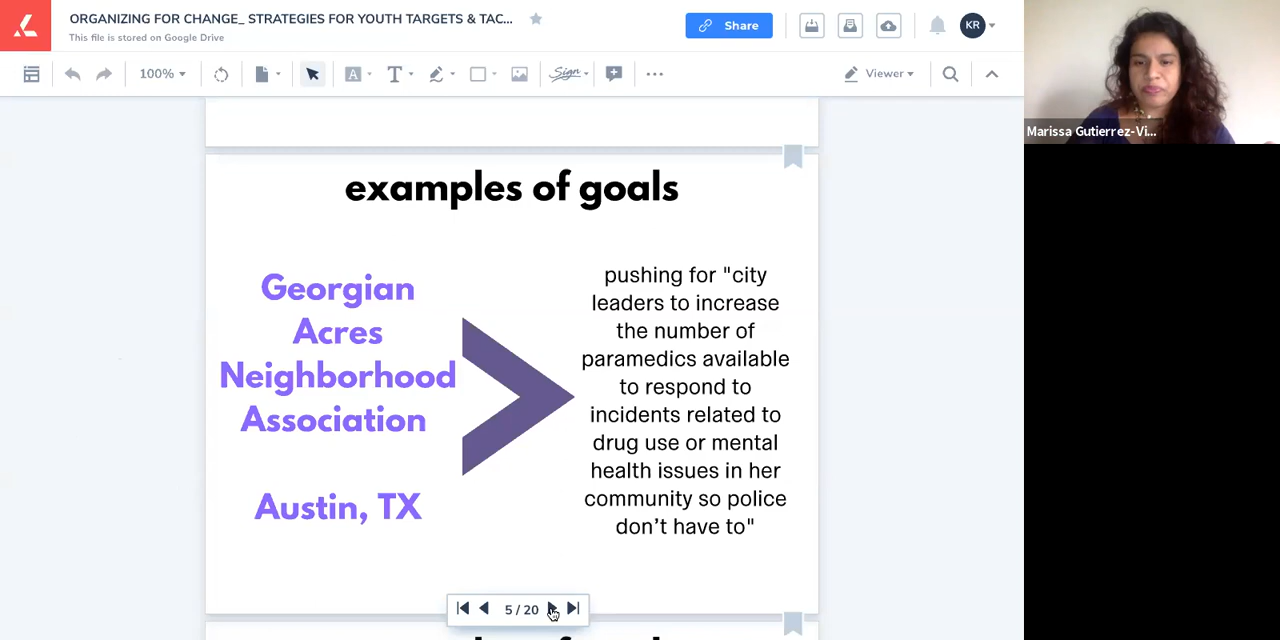 ORGANIZING FOR CHANGE_ STRATEGIES FOR YOUTH TARGETS & TAC...
This file is stored on Google Drive
Share
KR
100%
A
T
Sign
Viewer
Marissa Gutierrez-Vi...
examples of goals
Georgian
Acres
Neighborhood
Association
Austin, TX
pushing for "city
leaders to increase
the number of
paramedics available
to respond to
incidents related to
drug use or mental
health issues in her
community so police
don't have to"
5 / 20